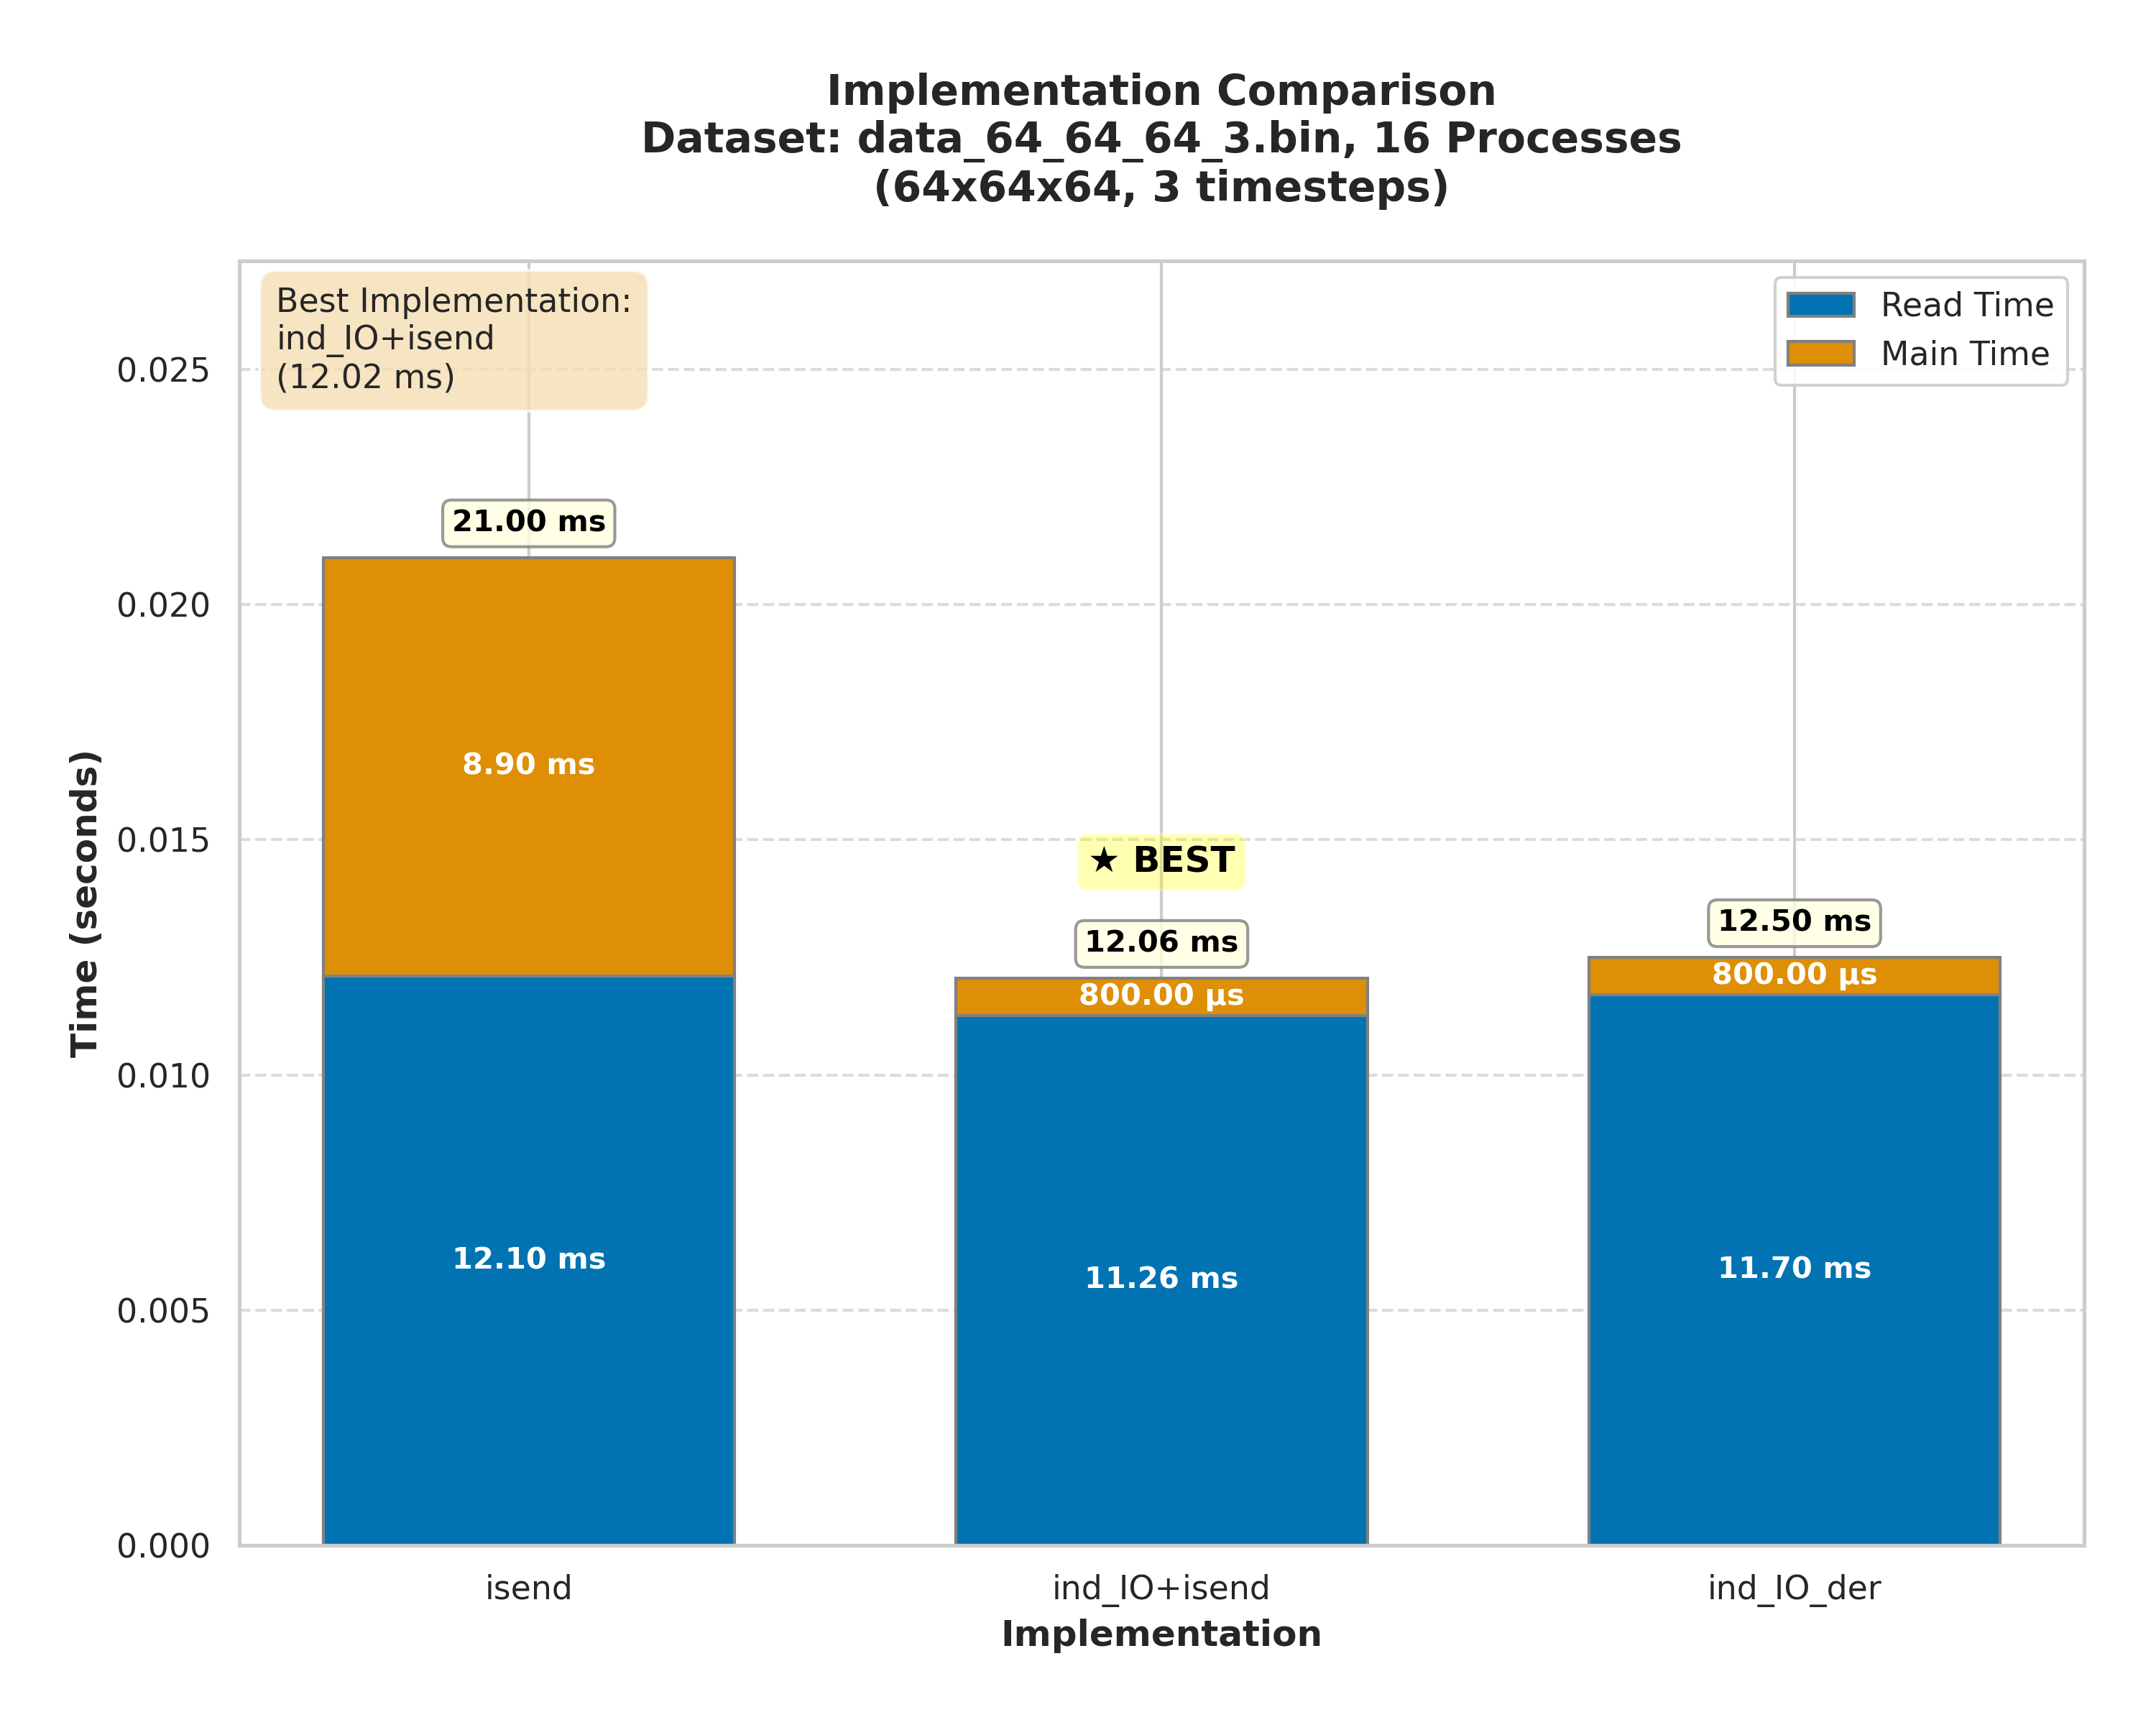 Implementation Comparison
Dataset: data_64_64_64_3.bin, 16 Processes
(64x64x64, 3 timesteps)
Best Implementation:
ind_IO+isend
(12.02 ms)
Read Time
Main Time
0.025
0.020
0.015
0.010
0.005
0.000
Time (seconds)
21.00 ms
8.90 ms
12.10 ms
★ BEST
12.06 ms
800.00 µs
11.26 ms
12.50 ms
800.00 µs
11.70 ms
isend
ind_IO+isend
ind_IO_der
Implementation